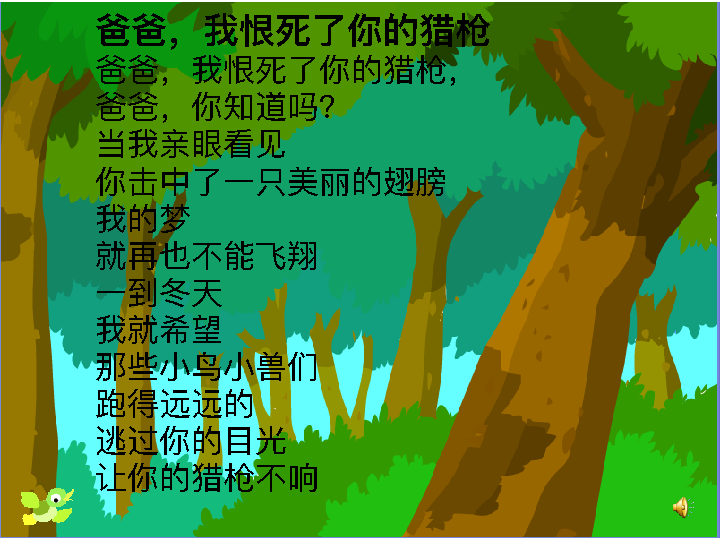 爸爸，我恨死了你的猎枪
爸爸，我恨死了你的猎枪，
爸爸，你知道吗？
当我亲眼看见
你击中了一只美丽的翅膀
我的梦
就再也不能飞翔
一到冬天
我就希望
那些小鸟小兽们
跑得远远的
逃过你的目光
让你的猎枪不响